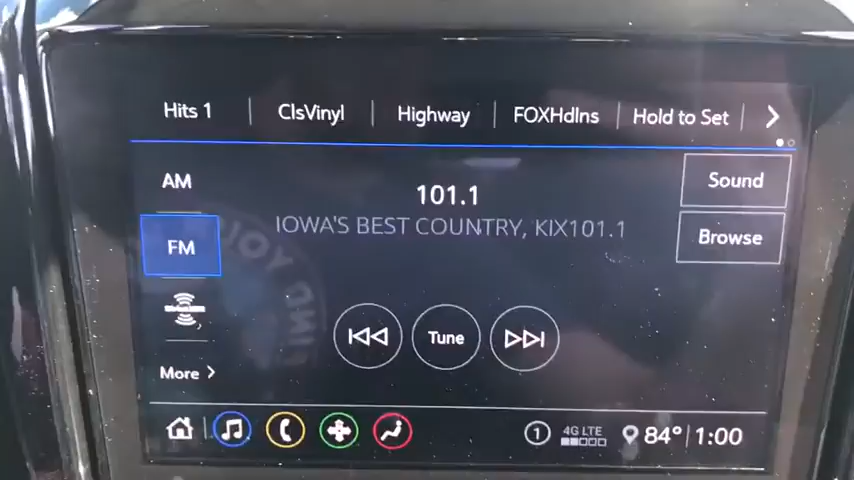 Hits 1 ClsVinyl Highway FOXHdlns Hold to Set
AM
101.1
Sound
IOWA'S BEST COUNTRY, KIX101.1
FM
Browse
Tune
More
1 4G LTE 84° 1:00